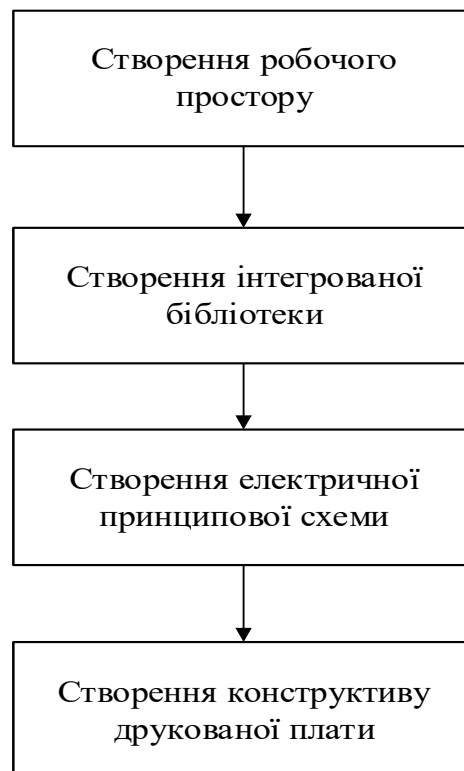 Створення робочого
простору
Створення інтегрованої
бібліотеки
Створення електричної
принципової схеми
Створення конструктиву
друкованої плати